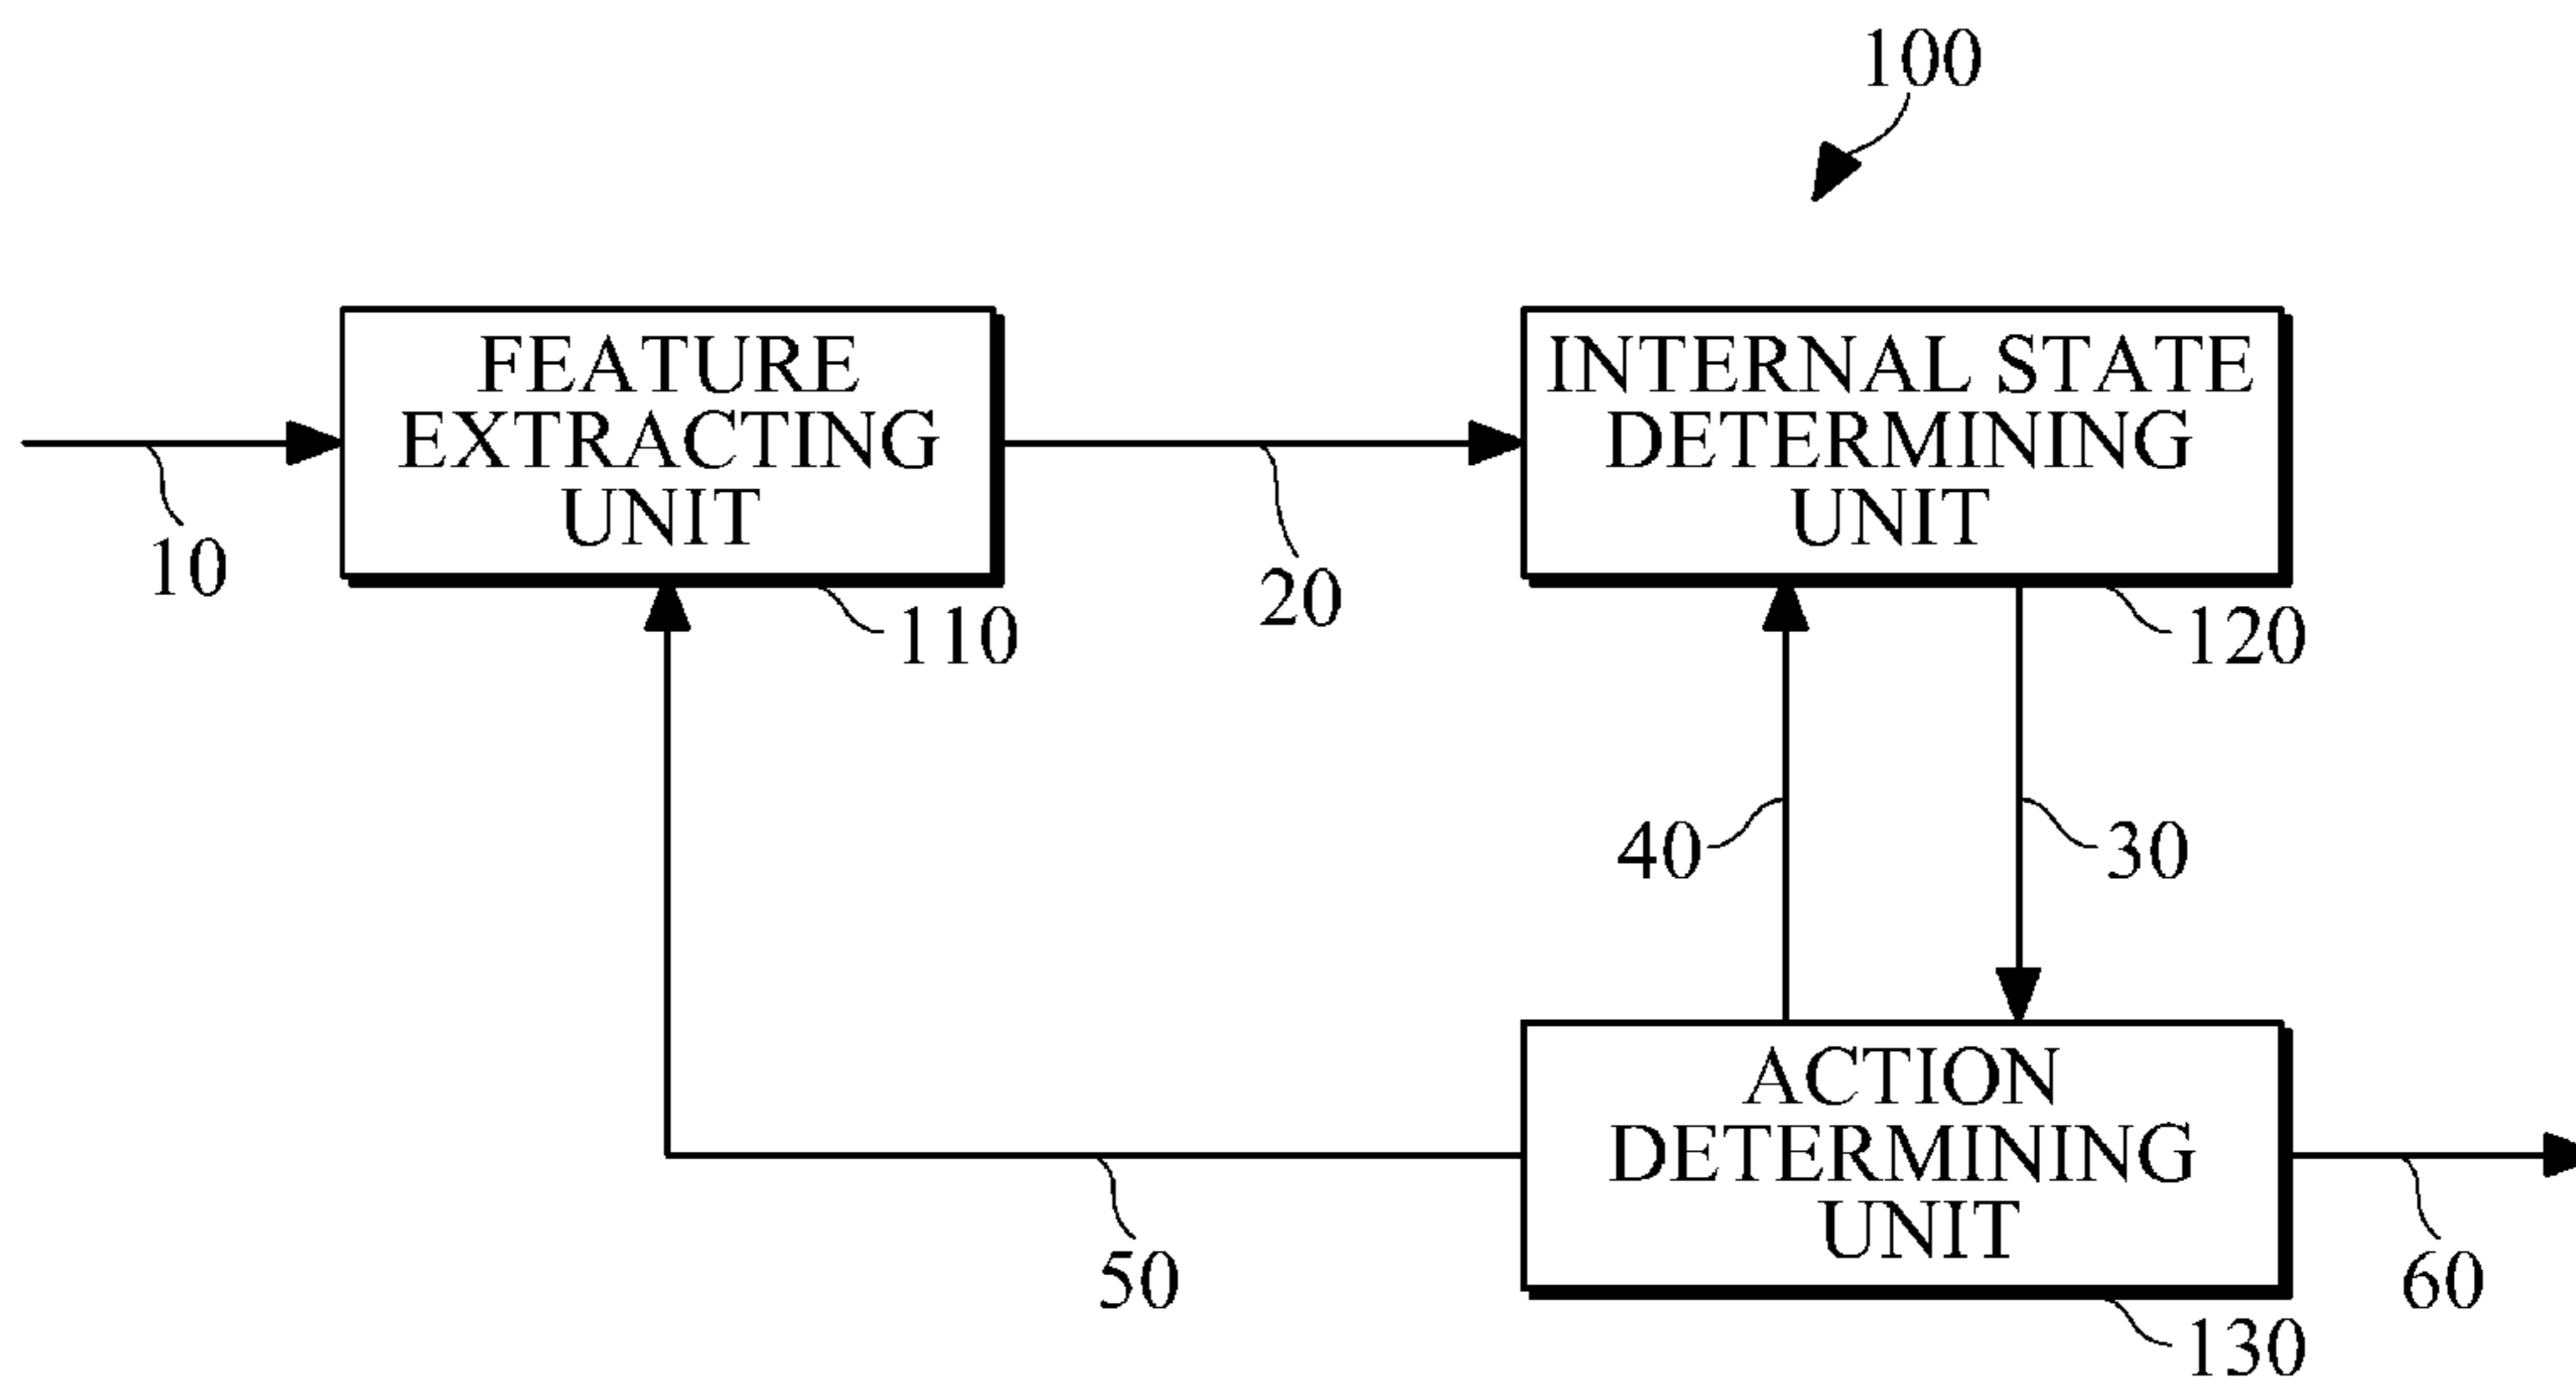 100
FEATURE
EXTRACTING
UNIT
INTERNAL STATE
DETERMINING
UNIT
10
20
110
120
40
30
ACTION
DETERMINING
UNIT
50
60
130